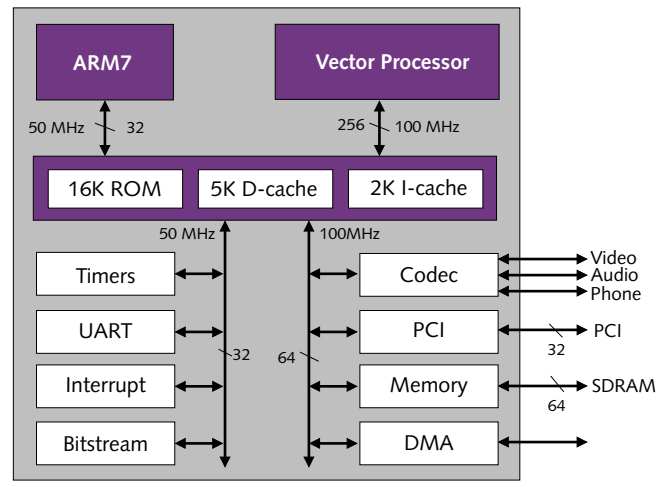 ARM7
Vector Processor
50 MHz 32
256 100 MHz
16K ROM
5K D-cache
2K I-cache
50 MHz
100MHz
Timers
Codec
Video
Audio
Phone
UART
PCI
PCI
32
32
64
Interrupt
Memory
SDRAM
64
Bitstream
DMA